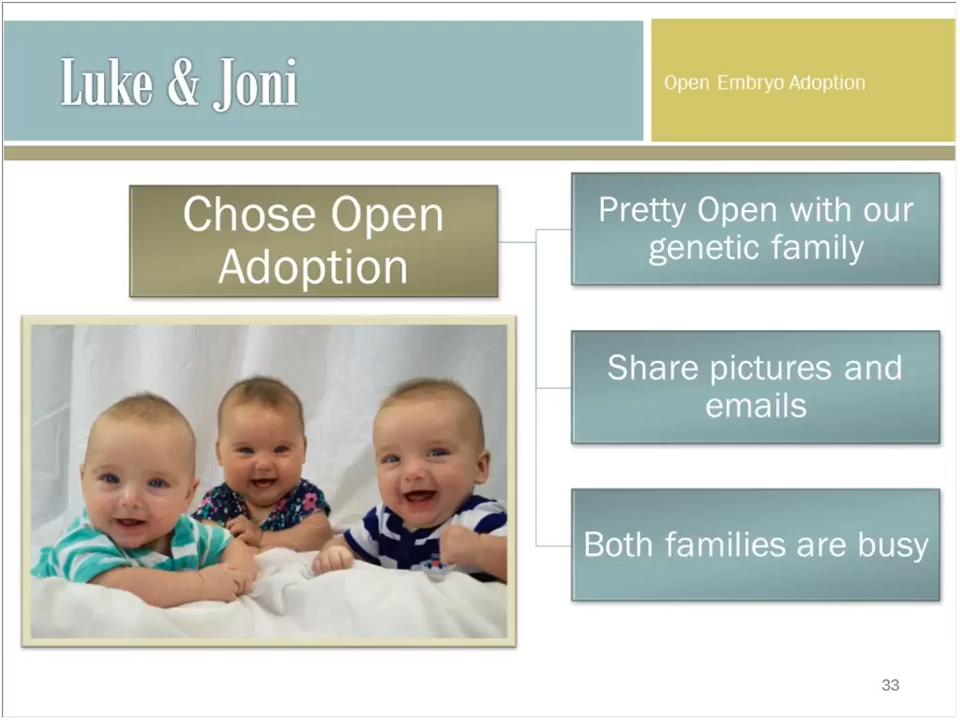 Luke & Joni
Open Embryo Adoption
Chose Open
Adoption
Pretty Open with our
genetic family
Share pictures and
emails
Both families are busy
33